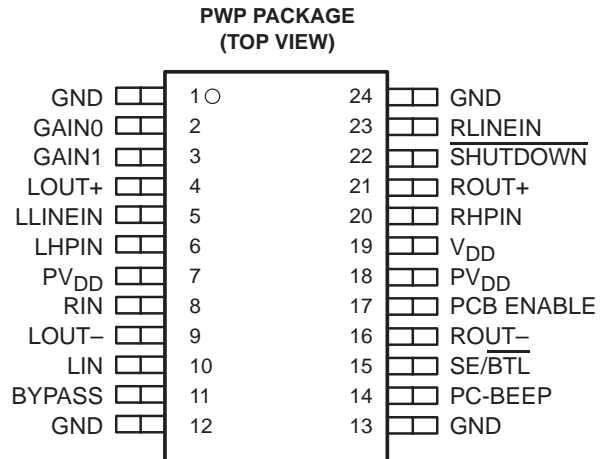 PWP PACKAGE
(TOP VIEW)
GND 1 24 GND
GAIN0 2 23 RLINEIN
GAIN1 3 22 SHUTDOWN
LOUT+ 4 21 ROUT+
LLINEIN 5 20 RHPIN
LHPIN 6 19 VDD
PVDD 7 18 PVDD
RIN 8 17 PCB ENABLE
LOUT– 9 16 ROUT–
LIN 10 15 SE/BTL
BYPASS 11 14 PC-BEEP
GND 12 13 GND